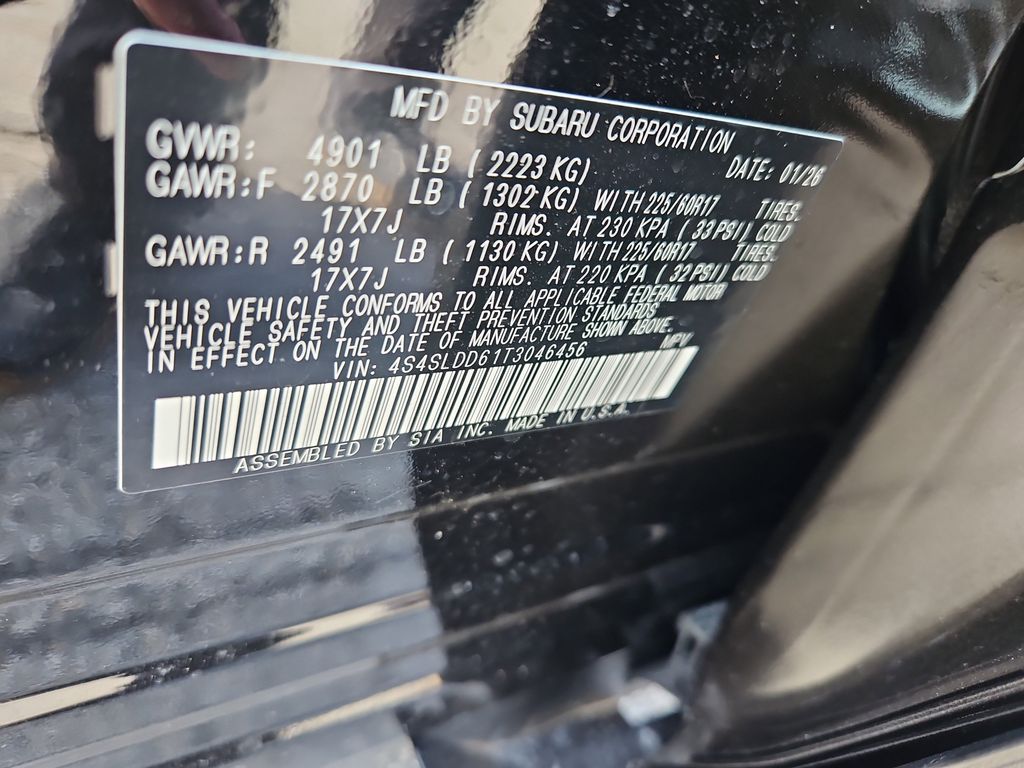 MFD BY SUBARU CORPORATION
GVWR: 4901 LB (2223 KG) DATE: 01/26
GAWR:F 2870 LB (1302 KG) WITH 225/60R17 TIRES.
17X7J RIMS. AT 230 KPA (33 PSI) COLD
GAWR:R 2491 LB (1130 KG) WITH 225/60R17 TIRES.
17X7J RIMS. AT 220 KPA (32 PSI) COLD
THIS VEHICLE CONFORMS TO ALL APPLICABLE FEDERAL MOTOR
VEHICLE SAFETY AND THEFT PREVENTION STANDARDS
IN EFFECT ON THE DATE OF MANUFACTURE SHOWN ABOVE.
VIN: 4S4SLDD61T3046456 MPV
ASSEMBLED BY SIA INC. MADE IN U.S.A.